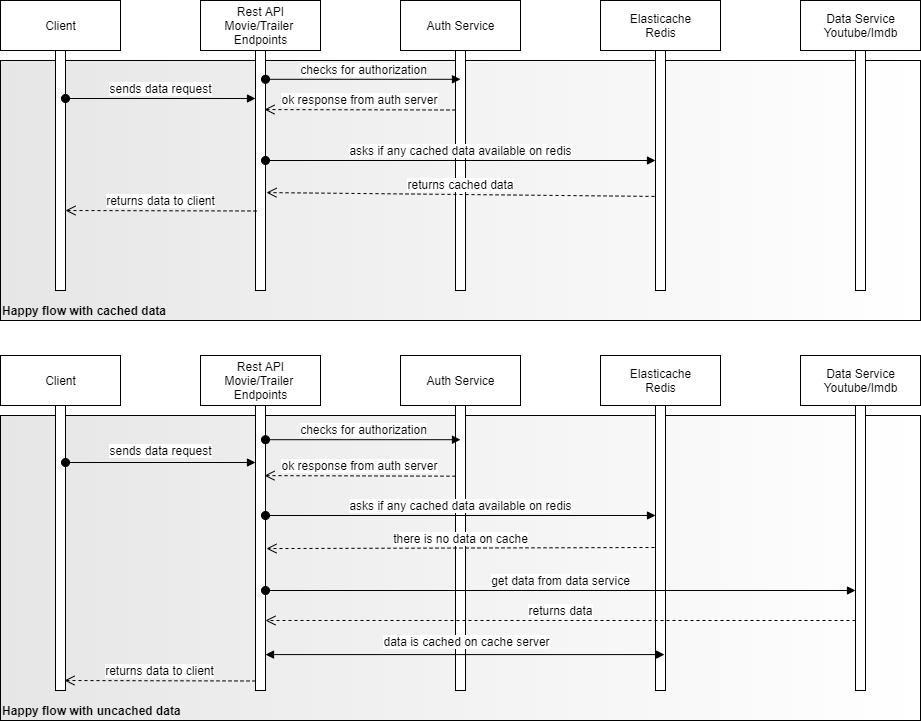 Client
Rest API
Movie/Trailer
Endpoints
Auth Service
Elasticache
Redis
Data Service
Youtube/Imdb
checks for authorization
sends data request
ok response from auth server
asks if any cached data available on redis
returns cached data
returns data to client
Happy flow with cached data
Client
Rest API
Movie/Trailer
Endpoints
Auth Service
Elasticache
Redis
Data Service
Youtube/Imdb
checks for authorization
sends data request
ok response from auth server
asks if any cached data available on redis
there is no data on cache
get data from data service
returns data
data is cached on cache server
returns data to client
Happy flow with uncached data